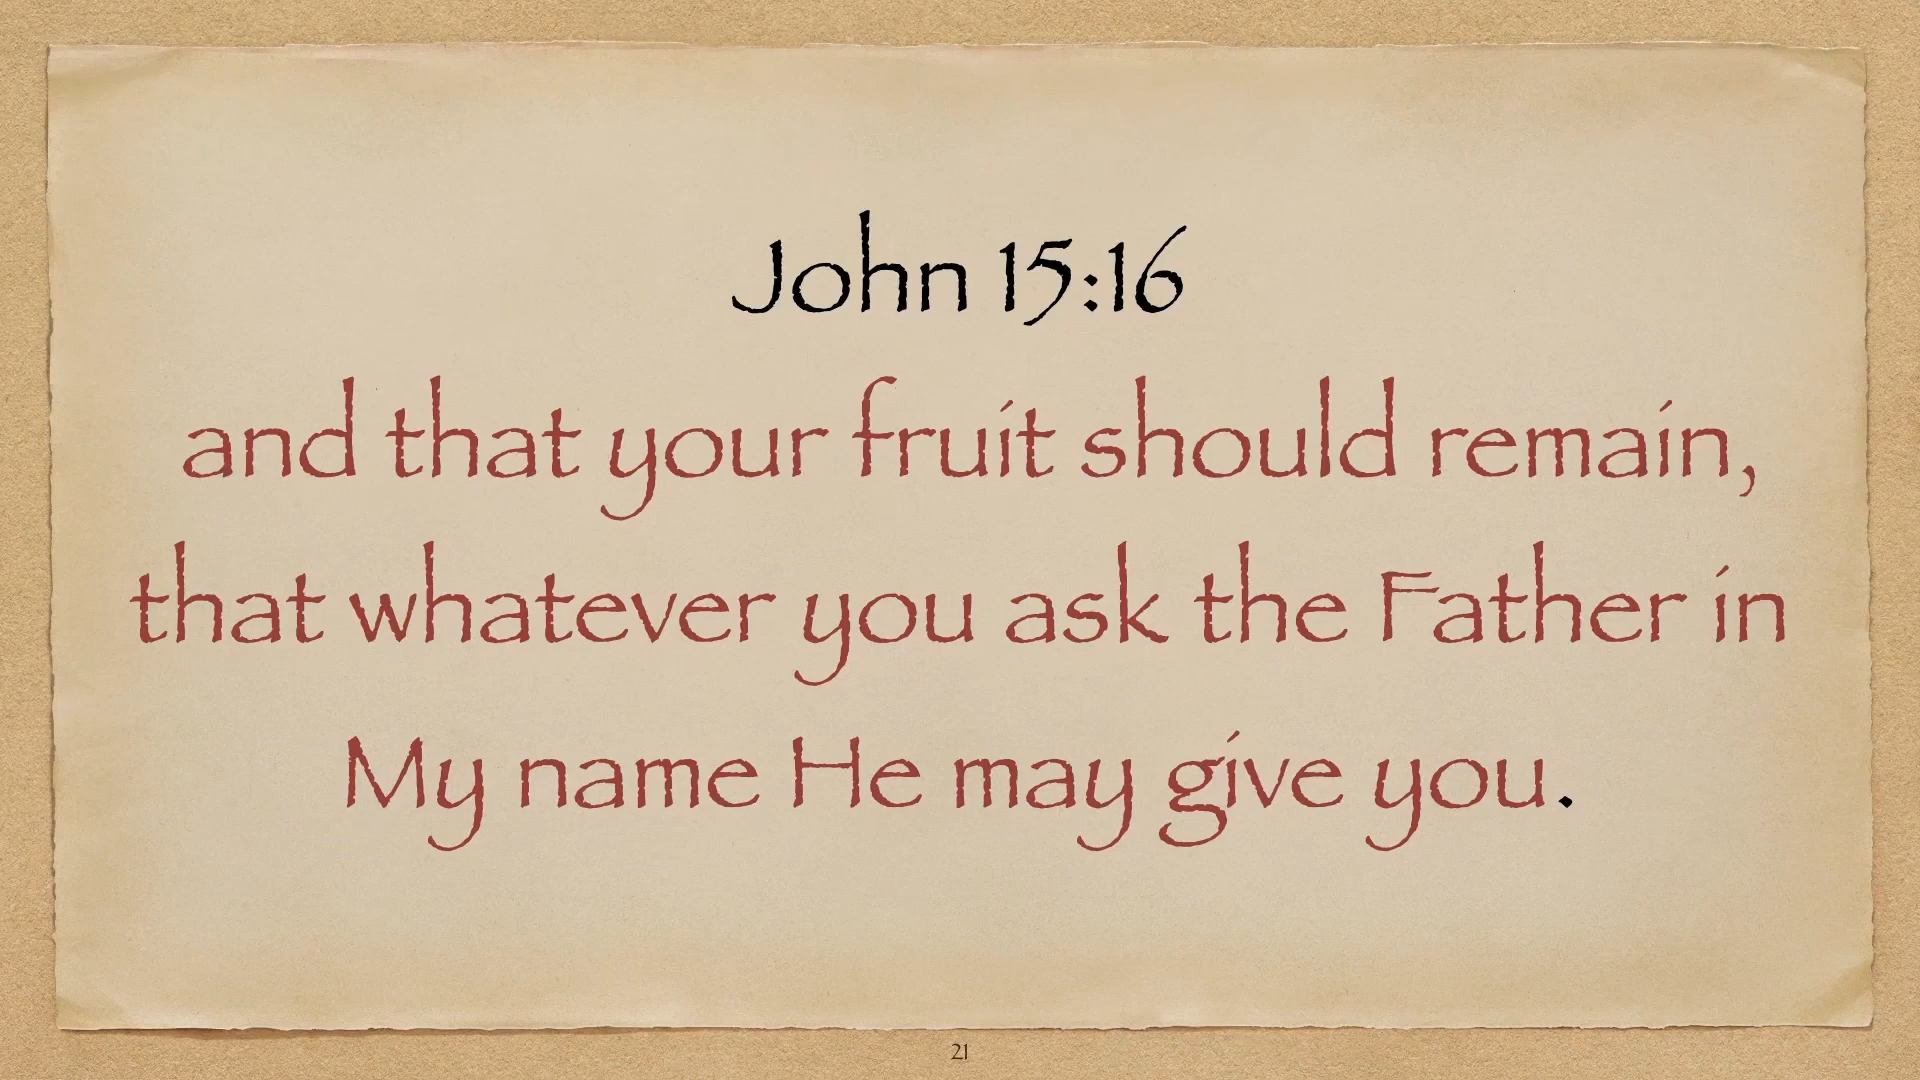 John 15:16
and that your fruit should remain,
that whatever you ask the Father in
My name He may give you.
21